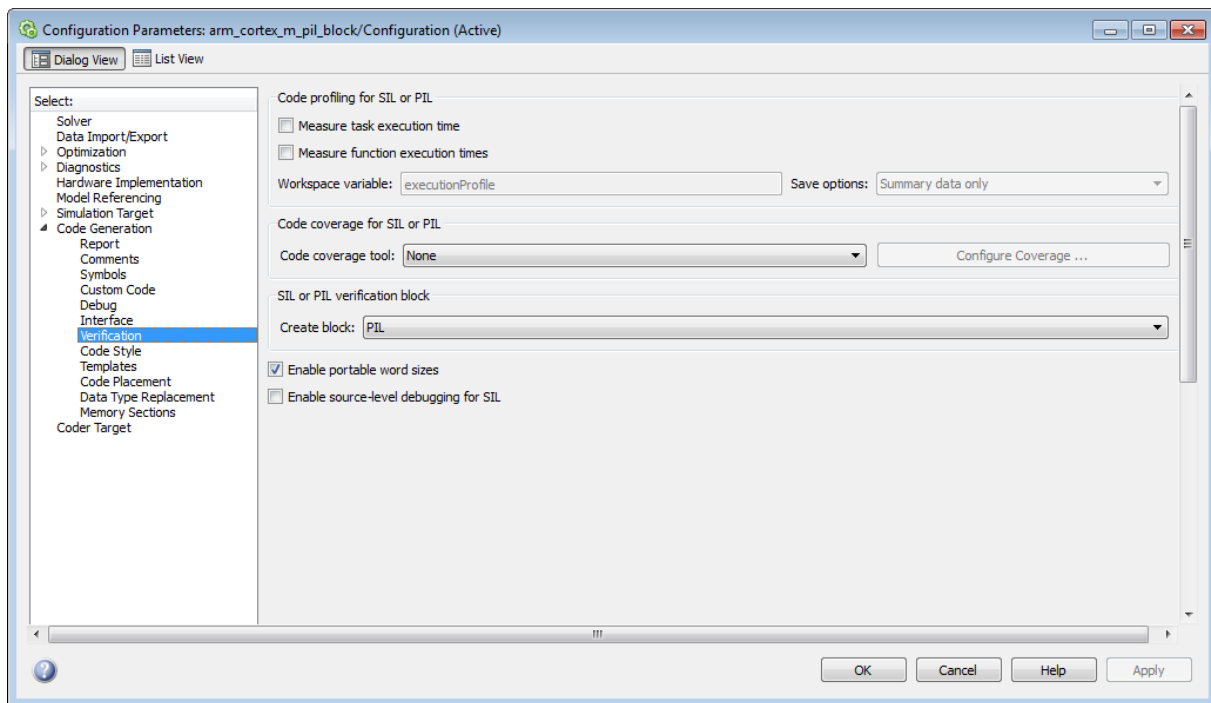 Configuration Parameters: arm_cortex_m_pil_block/Configuration (Active)
Dialog View List View
Select:
Solver
Data Import/Export
Optimization
Diagnostics
Hardware Implementation
Model Referencing
Simulation Target
Code Generation
Report
Comments
Symbols
Custom Code
Debug
Interface
Verification
Code Style
Templates
Code Placement
Data Type Replacement
Memory Sections
Coder Target
Code profiling for SIL or PIL
Measure task execution time
Measure function execution times
Workspace variable: executionProfile Save options: Summary data only
Code coverage for SIL or PIL
Code coverage tool: None Configure Coverage ...
SIL or PIL verification block
Create block: PIL
Enable portable word sizes
Enable source-level debugging for SIL
OK Cancel Help Apply